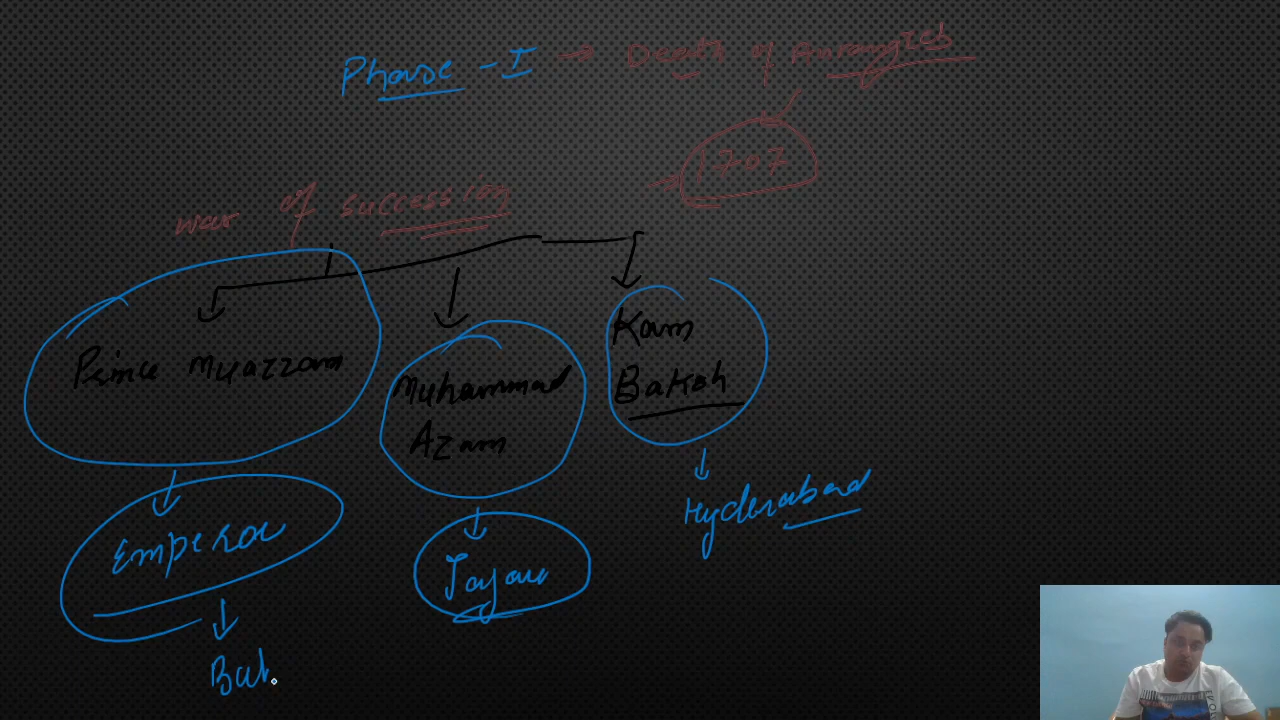 Phase - I => Death of Aurangzeb
=> 1707
war of succession
Prince Muazzam
Muhammad
Azam
Kam
Baksh
Emperor
Jajau
Hyderabad
Bah